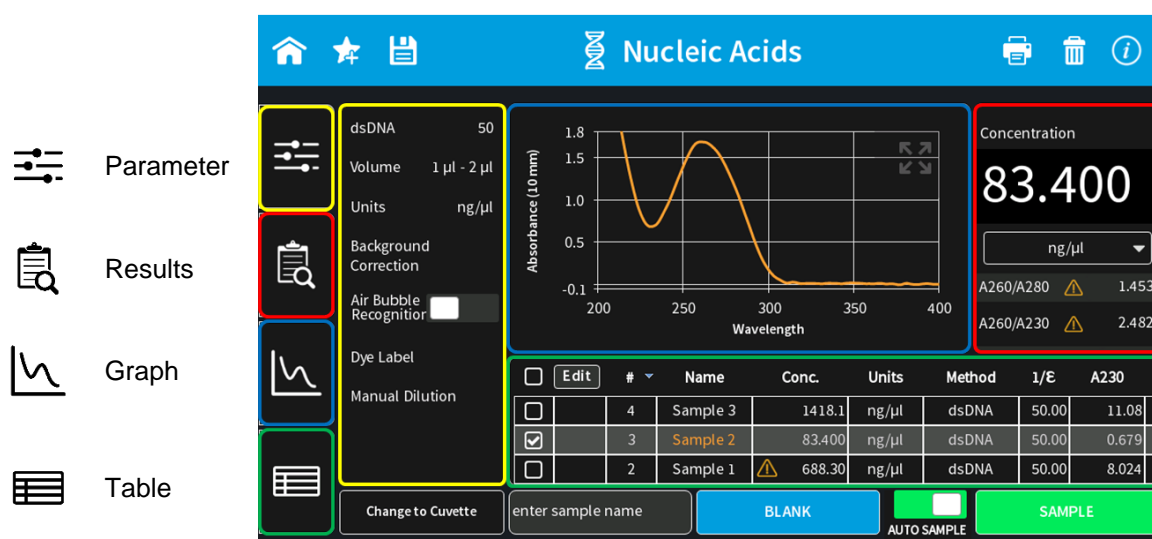 Nucleic Acids
Parameter
Results
Graph
Table
dsDNA 50
Volume 1 µl - 2 µl
Units ng/µl
Background
Correction
Air Bubble
Recognition
Dye Label
Manual Dilution
Absorbance (10 mm)
1.8
1.5
1.0
0.5
-0.1
200 250 300 350 400
Wavelength
Concentration
83.400
ng/µl
A260/A280 1.453
A260/A230 2.482
Edit # Name Conc. Units Method 1/ε A230
4 Sample 3 1418.1 ng/µl dsDNA 50.00 11.08
3 Sample 2 83.400 ng/µl dsDNA 50.00 0.679
2 Sample 1 688.30 ng/µl dsDNA 50.00 8.024
Change to Cuvette
enter sample name
BLANK
AUTO SAMPLE
SAMPLE